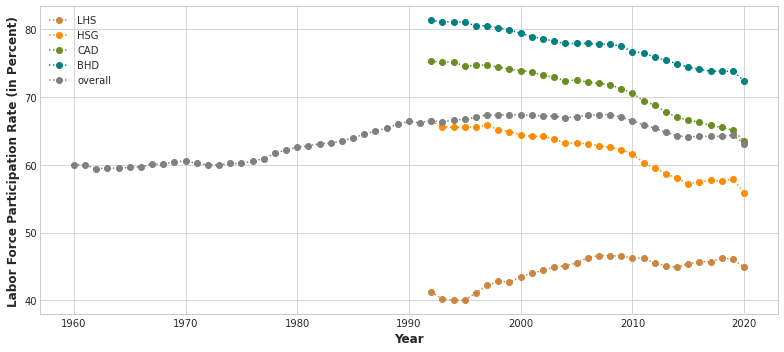 Labor Force Participation Rate (in Percent)
80
70
60
50
40
LHS
HSG
CAD
BHD
overall
1960
1970
1980
1990
2000
2010
2020
Year